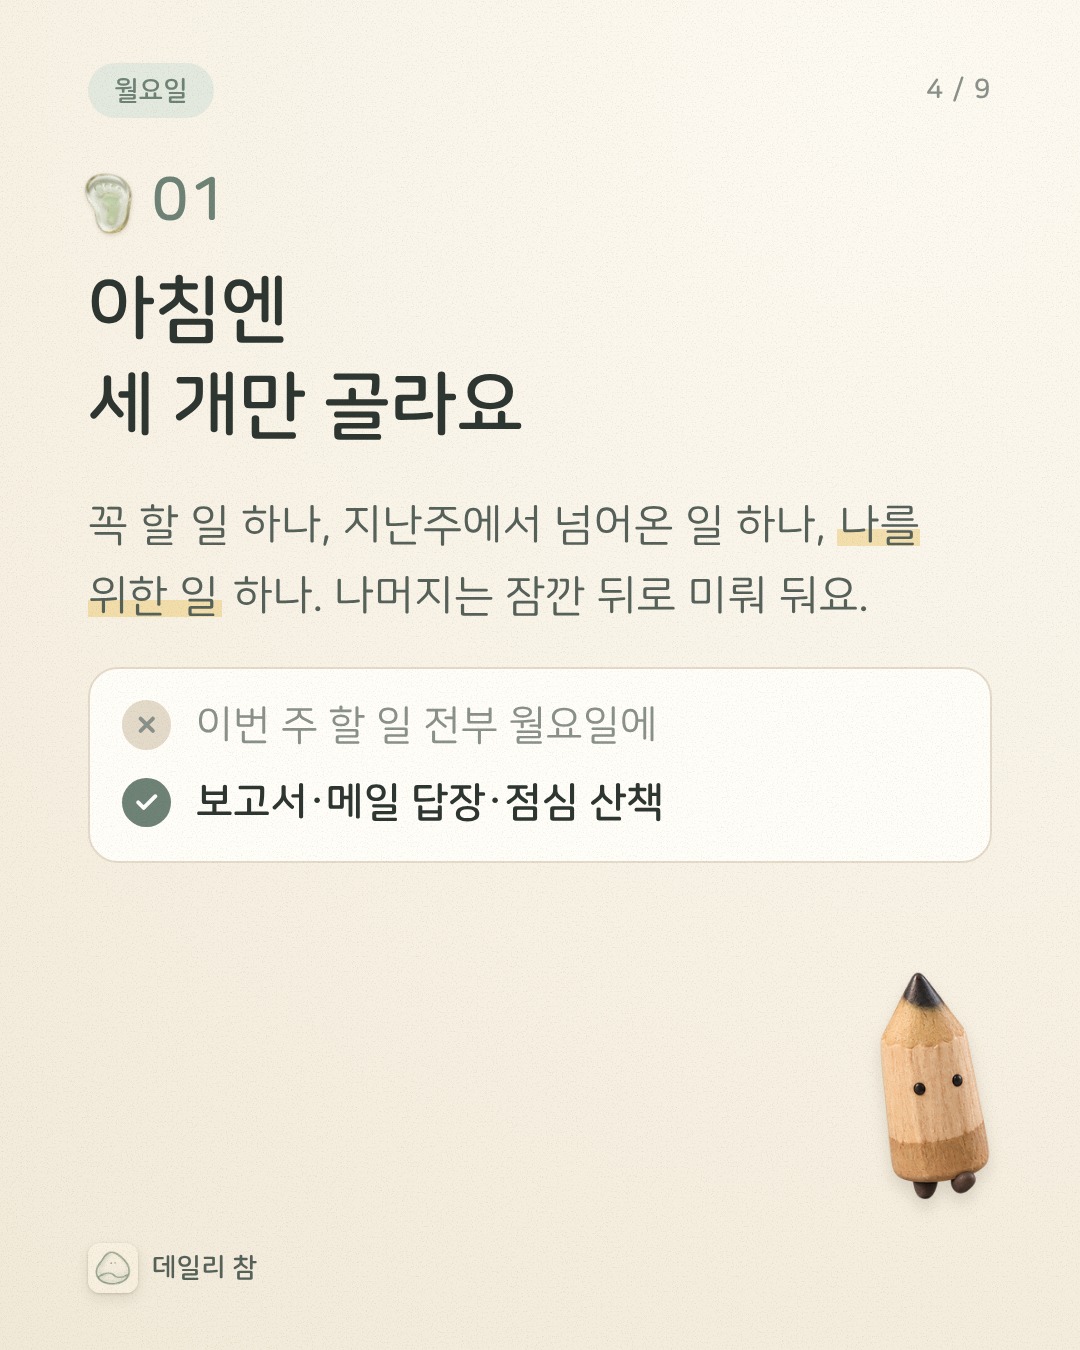 월요일
4 / 9
01
아침엔
세 개만 골라요
꼭 할 일 하나, 지난주에서 넘어온 일 하나, 나를
위한 일 하나. 나머지는 잠깐 뒤로 미뤄 둬요.
이번 주 할 일 전부 월요일에
보고서·메일 답장·점심 산책
데일리 참